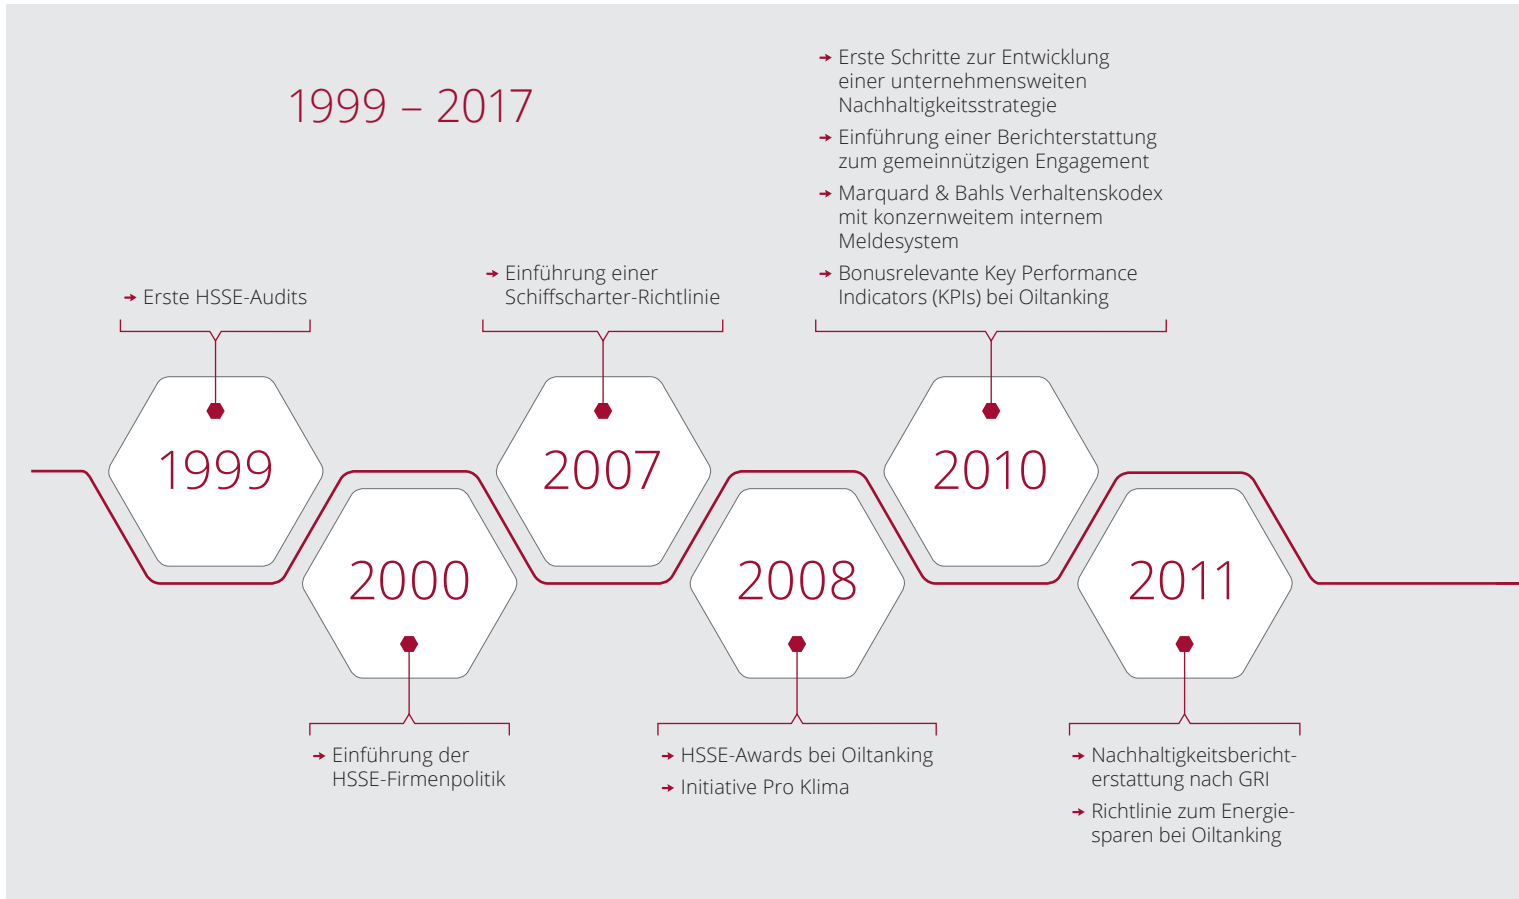 1999 – 2017
→ Erste HSSE-Audits
1999
2000
→ Einführung der
HSSE-Firmenpolitik
→ Einführung einer
Schiffscharter-Richtlinie
2007
2008
→ HSSE-Awards bei Oiltanking
→ Initiative Pro Klima
→ Erste Schritte zur Entwicklung
einer unternehmensweiten
Nachhaltigkeitsstrategie
→ Einführung einer Berichterstattung
zum gemeinnützigen Engagement
→ Marquard & Bahls Verhaltenskodex
mit konzernweitem internem
Meldesystem
→ Bonusrelevante Key Performance
Indicators (KPIs) bei Oiltanking
2010
2011
→ Nachhaltigkeitsbericht-
erstattung nach GRI
→ Richtlinie zum Energie-
sparen bei Oiltanking